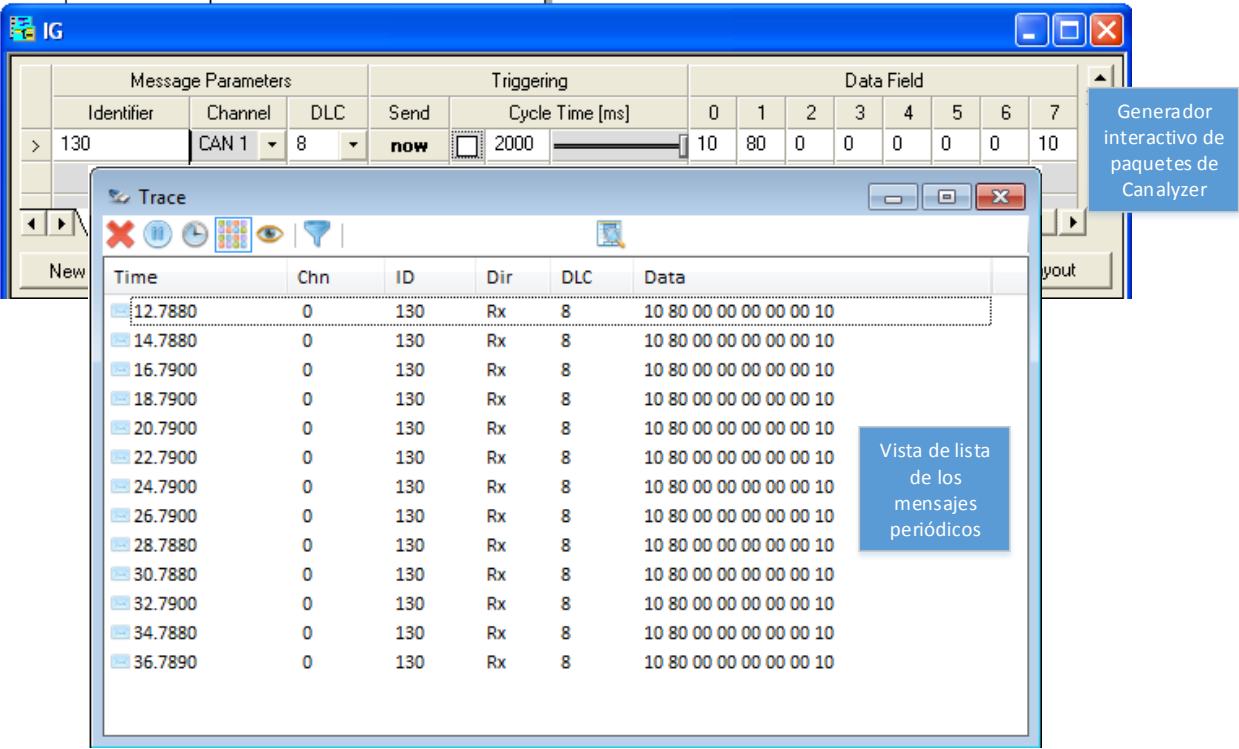 IG
Message Parameters Triggering Data Field
Identifier Channel DLC Send Cycle Time [ms] 0 1 2 3 4 5 6 7
> 130 CAN 1 8 now 2000 10 80 0 0 0 0 0 10
Generador
interactivo de
paquetes de
Canalyzer
New
yout
Trace
Time Chn ID Dir DLC Data
12.7880 0 130 Rx 8 10 80 00 00 00 00 00 10
14.7880 0 130 Rx 8 10 80 00 00 00 00 00 10
16.7900 0 130 Rx 8 10 80 00 00 00 00 00 10
18.7900 0 130 Rx 8 10 80 00 00 00 00 00 10
20.7900 0 130 Rx 8 10 80 00 00 00 00 00 10
22.7900 0 130 Rx 8 10 80 00 00 00 00 00 10
24.7900 0 130 Rx 8 10 80 00 00 00 00 00 10
26.7900 0 130 Rx 8 10 80 00 00 00 00 00 10
28.7880 0 130 Rx 8 10 80 00 00 00 00 00 10
30.7880 0 130 Rx 8 10 80 00 00 00 00 00 10
32.7900 0 130 Rx 8 10 80 00 00 00 00 00 10
34.7880 0 130 Rx 8 10 80 00 00 00 00 00 10
36.7890 0 130 Rx 8 10 80 00 00 00 00 00 10
Vista de lista
de los
mensajes
periódicos